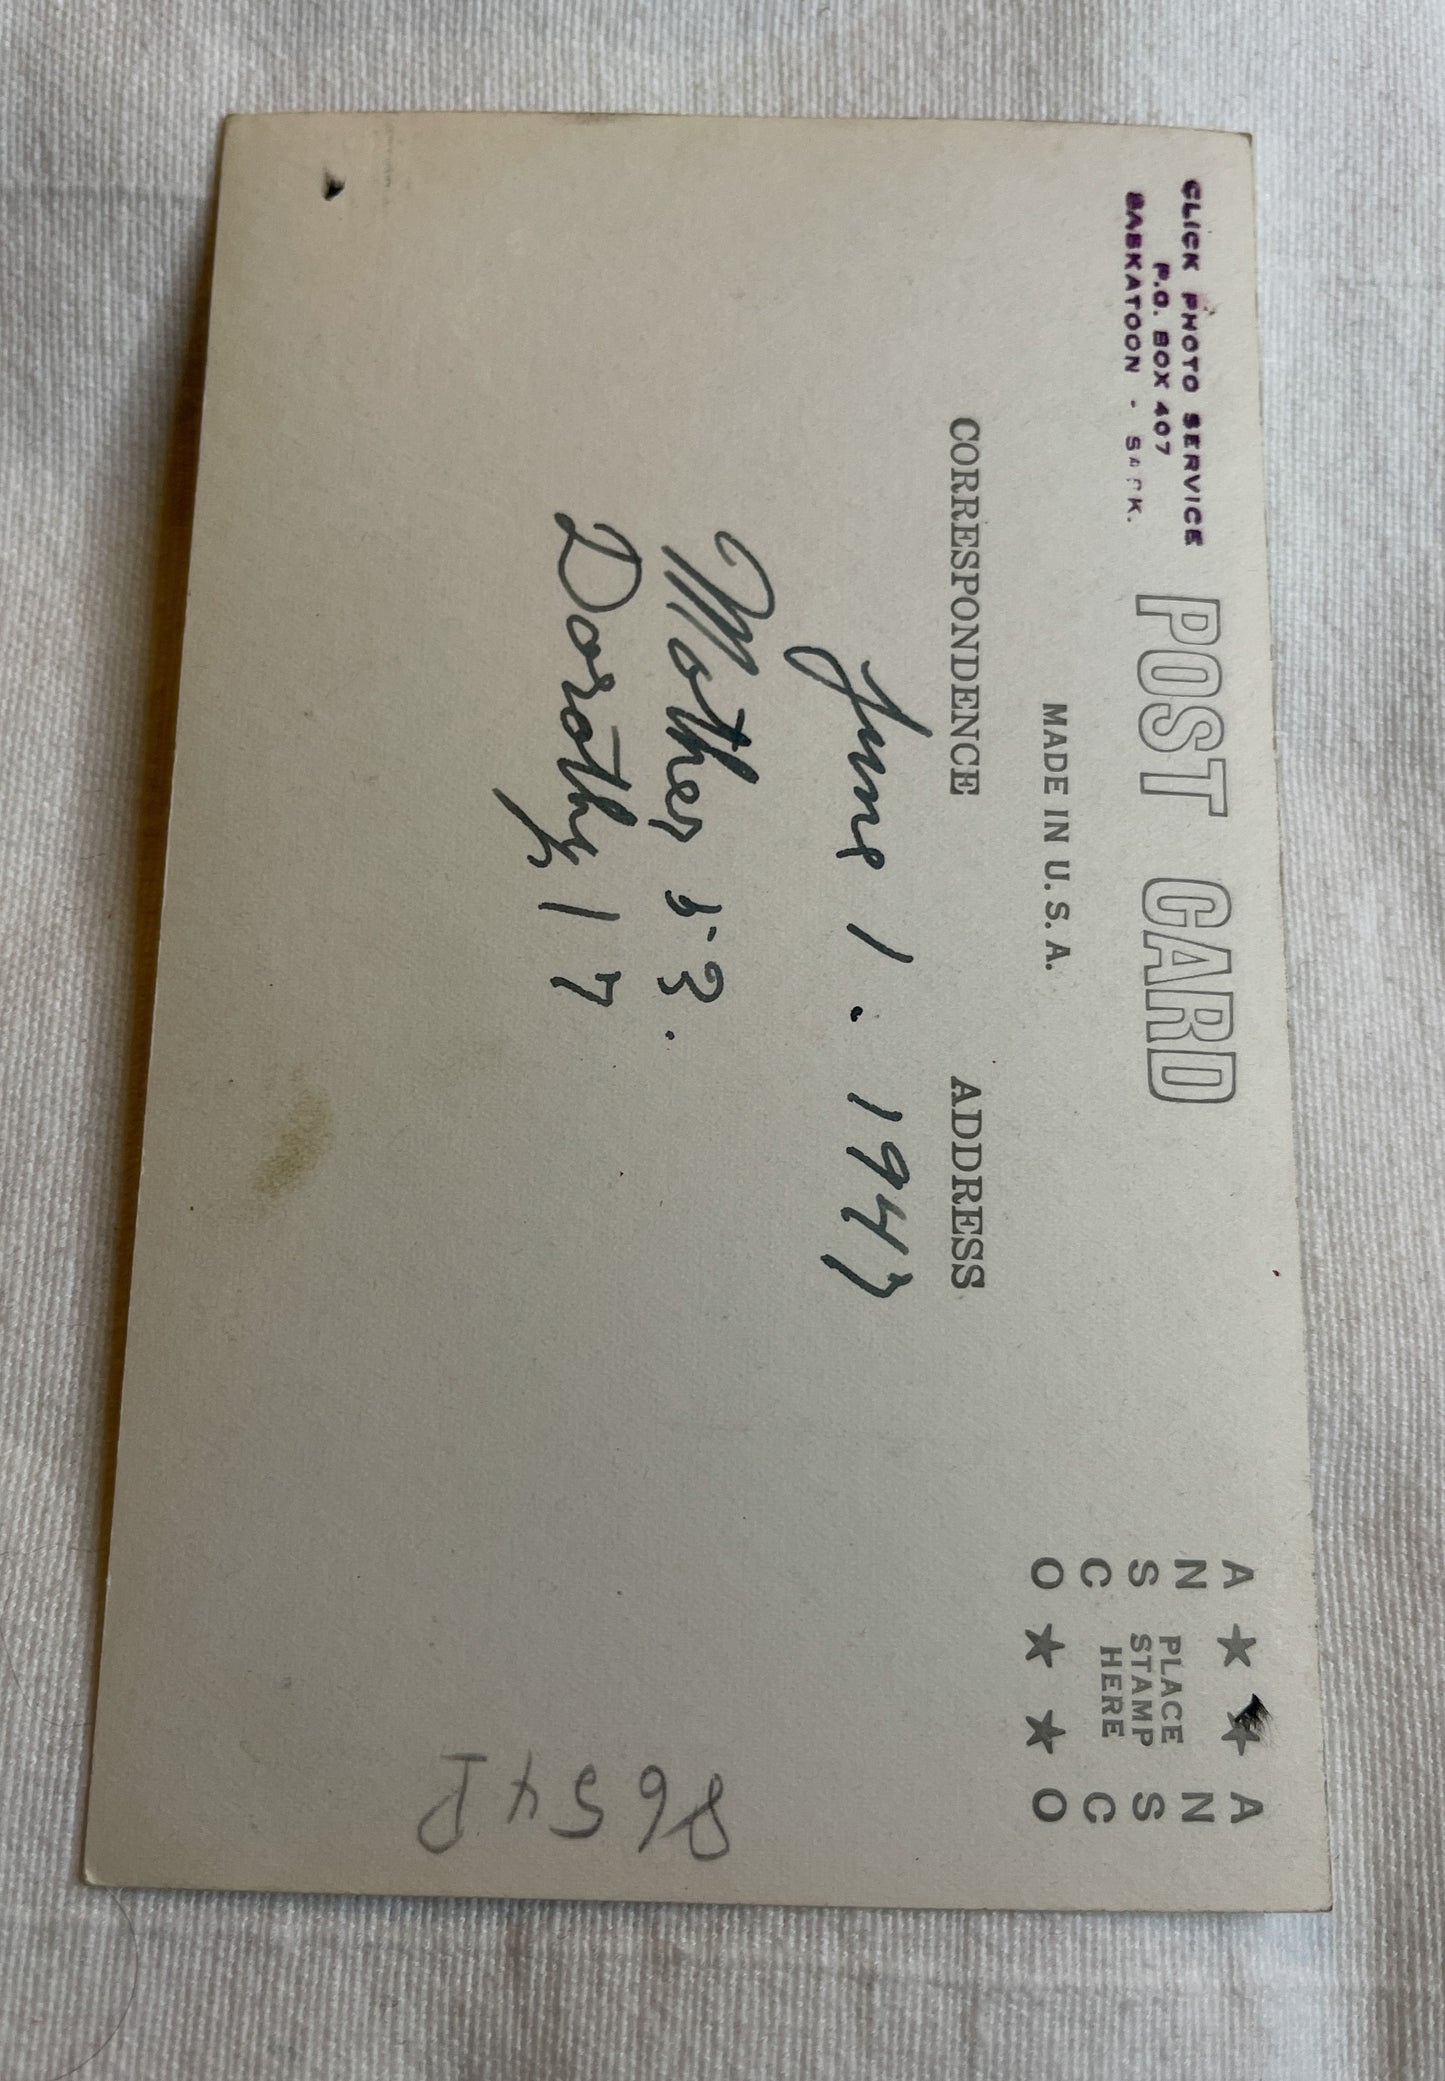 CLICK PHOTO SERVICE
P.O. BOX 407
SASKATOON - SASK.
POST CARD
MADE IN U.S.A.
CORRESPONDENCE ADDRESS
A ★ ★ A
N PLACE N
S STAMP S
C HERE C
O ★ ★ O
June 1. 1947
Mother 53.
Dorothy 17